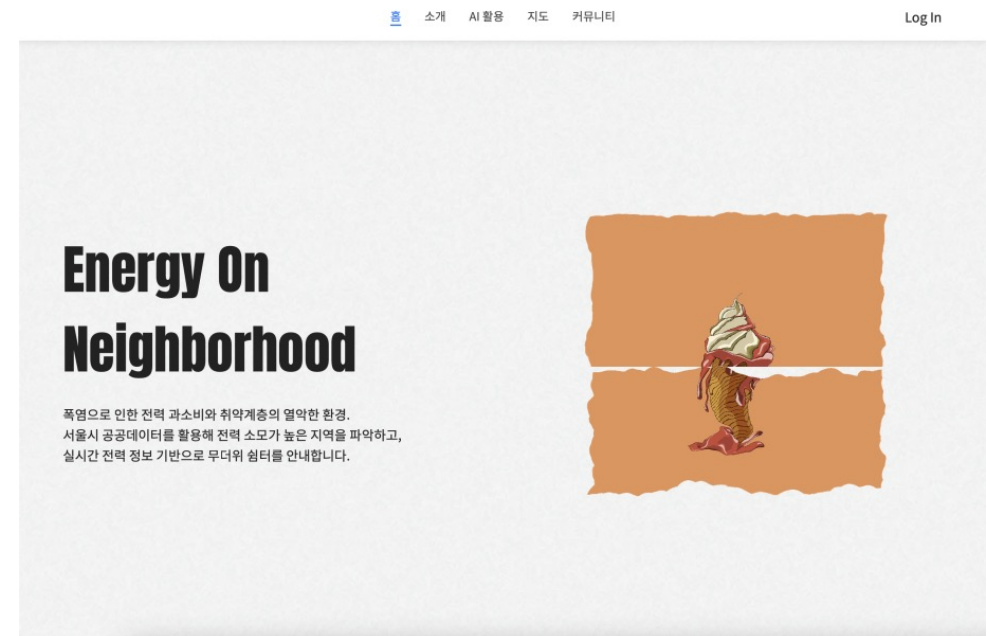 홈
소개
AI 활용
지도
커뮤니티
Log In
Energy On
Neighborhood
폭염으로 인한 전력 과소비와 취약계층의 열악한 환경.
서울시 공공데이터를 활용해 전력 소모가 높은 지역을 파악하고,
실시간 전력 정보 기반으로 무더위 쉼터를 안내합니다.